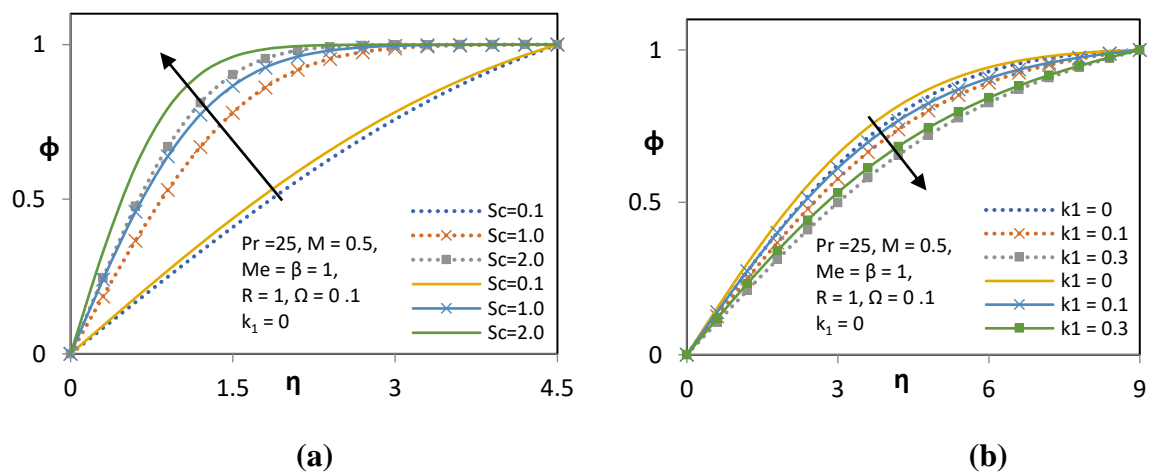 1
0.5
0
ϕ
0
1.5
3
4.5
η
Pr =25, M = 0.5,
Me = β = 1,
R = 1, Ω = 0 .1
k₁ = 0
Sc=0.1
Sc=1.0
Sc=2.0
Sc=0.1
Sc=1.0
Sc=2.0
(a)
1
0.5
0
ϕ
0
3
6
9
η
Pr =25, M = 0.5,
Me = β = 1,
R = 1, Ω = 0 .1
k₁ = 0
k1 = 0
k1 = 0.1
k1 = 0.3
k1 = 0
k1 = 0.1
k1 = 0.3
(b)